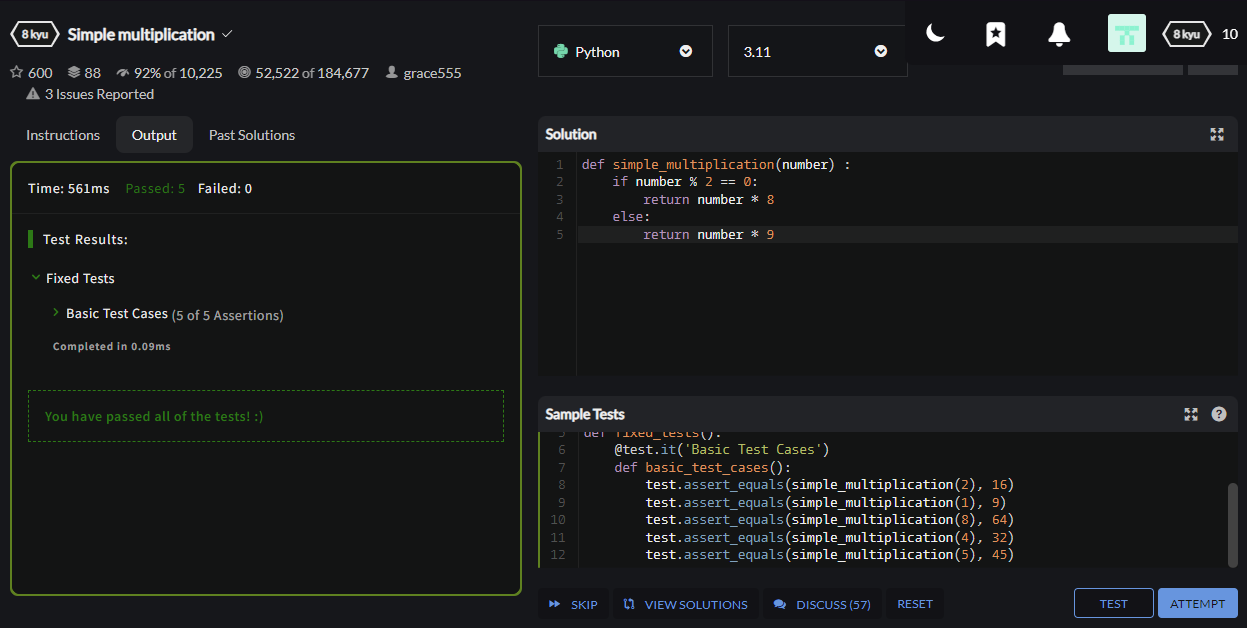 8 kyu Simple multiplication
600 88 92% of 10,225 52,522 of 184,677 grace555
3 Issues Reported
Python
3.11
8 kyu 10
Instructions Output Past Solutions
Time: 561ms Passed: 5 Failed: 0
Test Results:
Fixed Tests
Basic Test Cases (5 of 5 Assertions)
Completed in 0.09ms
You have passed all of the tests! :)
Solution
1 def simple_multiplication(number) :
2 if number % 2 == 0:
3 return number * 8
4 else:
5 return number * 9
Sample Tests
5 def fixed_tests():
6 @test.it('Basic Test Cases')
7 def basic_test_cases():
8 test.assert_equals(simple_multiplication(2), 16)
9 test.assert_equals(simple_multiplication(1), 9)
10 test.assert_equals(simple_multiplication(8), 64)
11 test.assert_equals(simple_multiplication(4), 32)
12 test.assert_equals(simple_multiplication(5), 45)
SKIP VIEW SOLUTIONS DISCUSS (57) RESET TEST ATTEMPT